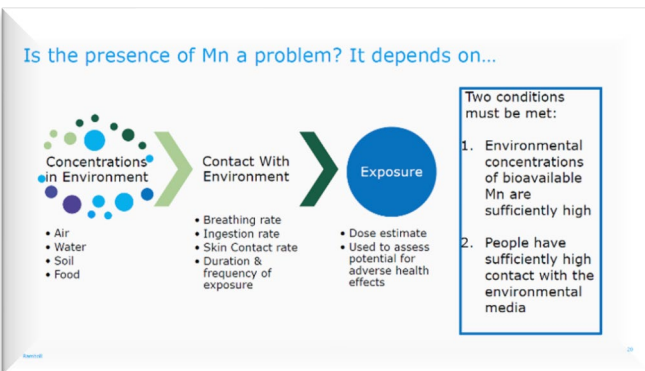 Is the presence of Mn a problem? It depends on...
Concentrations
in Environment
• Air
• Water
• Soil
• Food
Contact With
Environment
• Breathing rate
• Ingestion rate
• Skin Contact rate
• Duration &
frequency of
exposure
Exposure
• Dose estimate
• Used to assess
potential for
adverse health
effects
Two conditions
must be met:
1. Environmental
concentrations
of bioavailable
Mn are
sufficiently high
2. People have
sufficiently high
contact with the
environmental
media